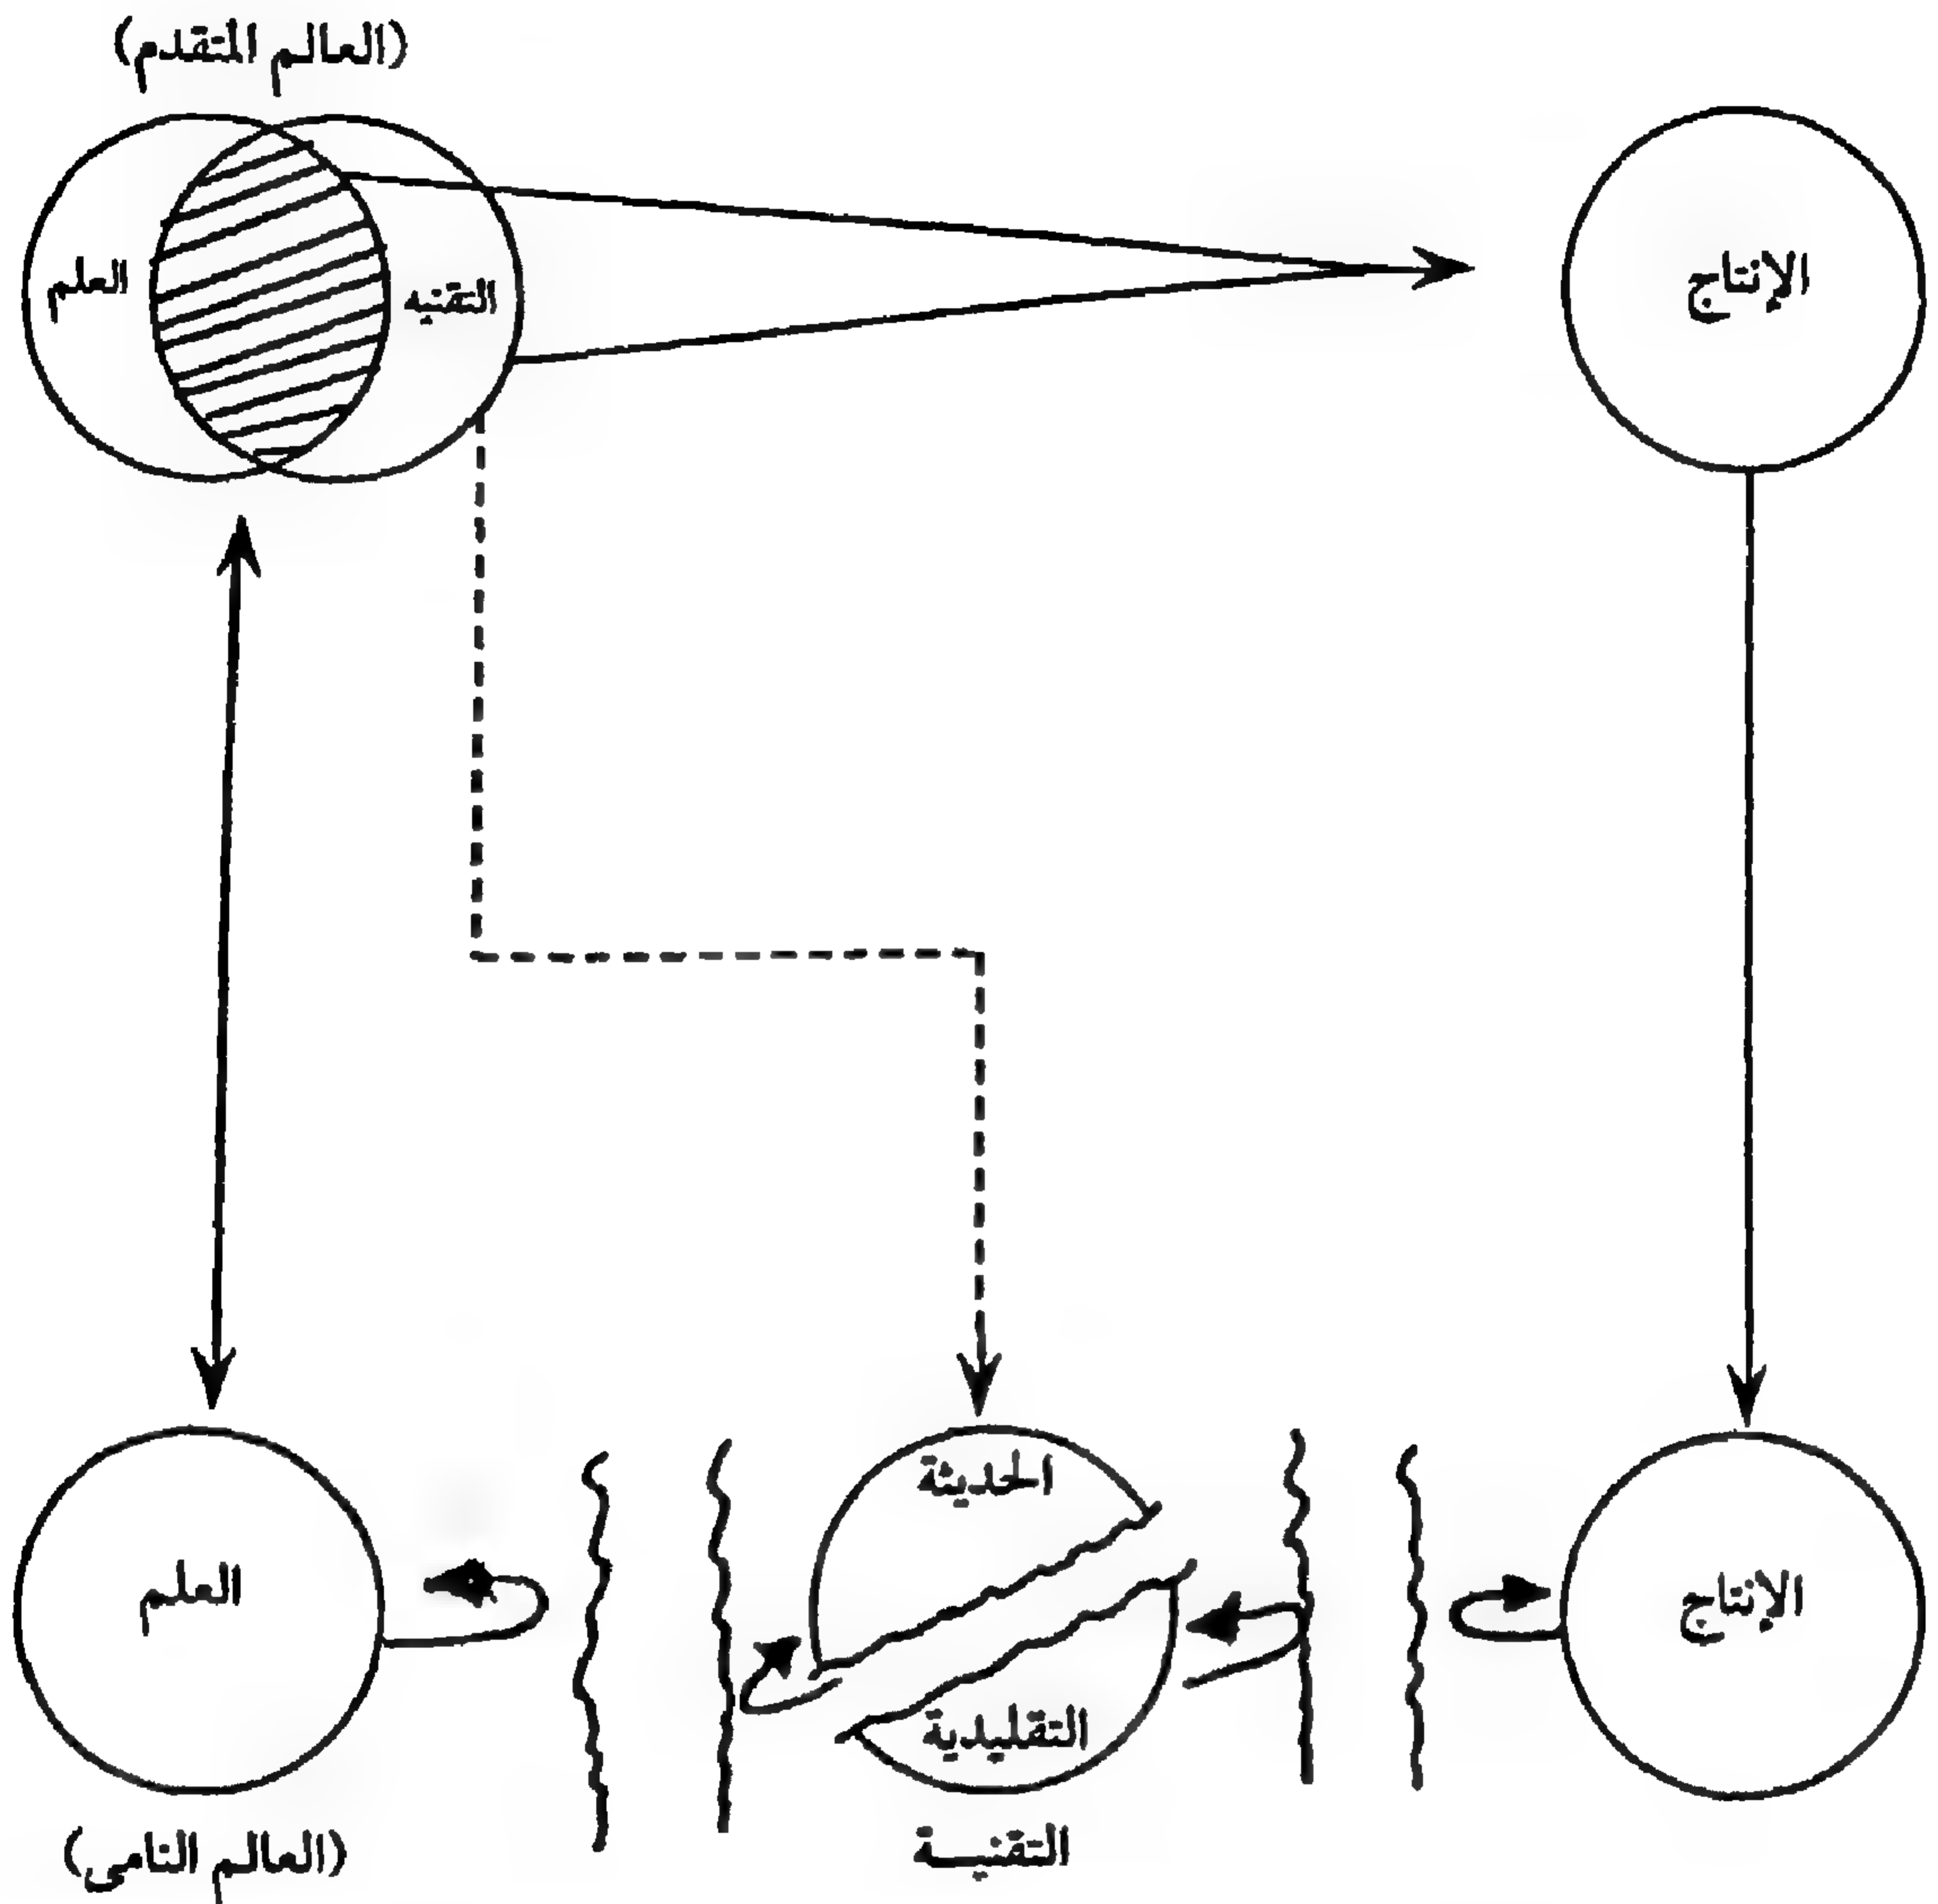 (العالم المتقدم)
الإنتاج
التقنيه
العلم
الحديثة
الإنتاج
العلم
التقليدية
التقنيـــة
(العالم النامى)